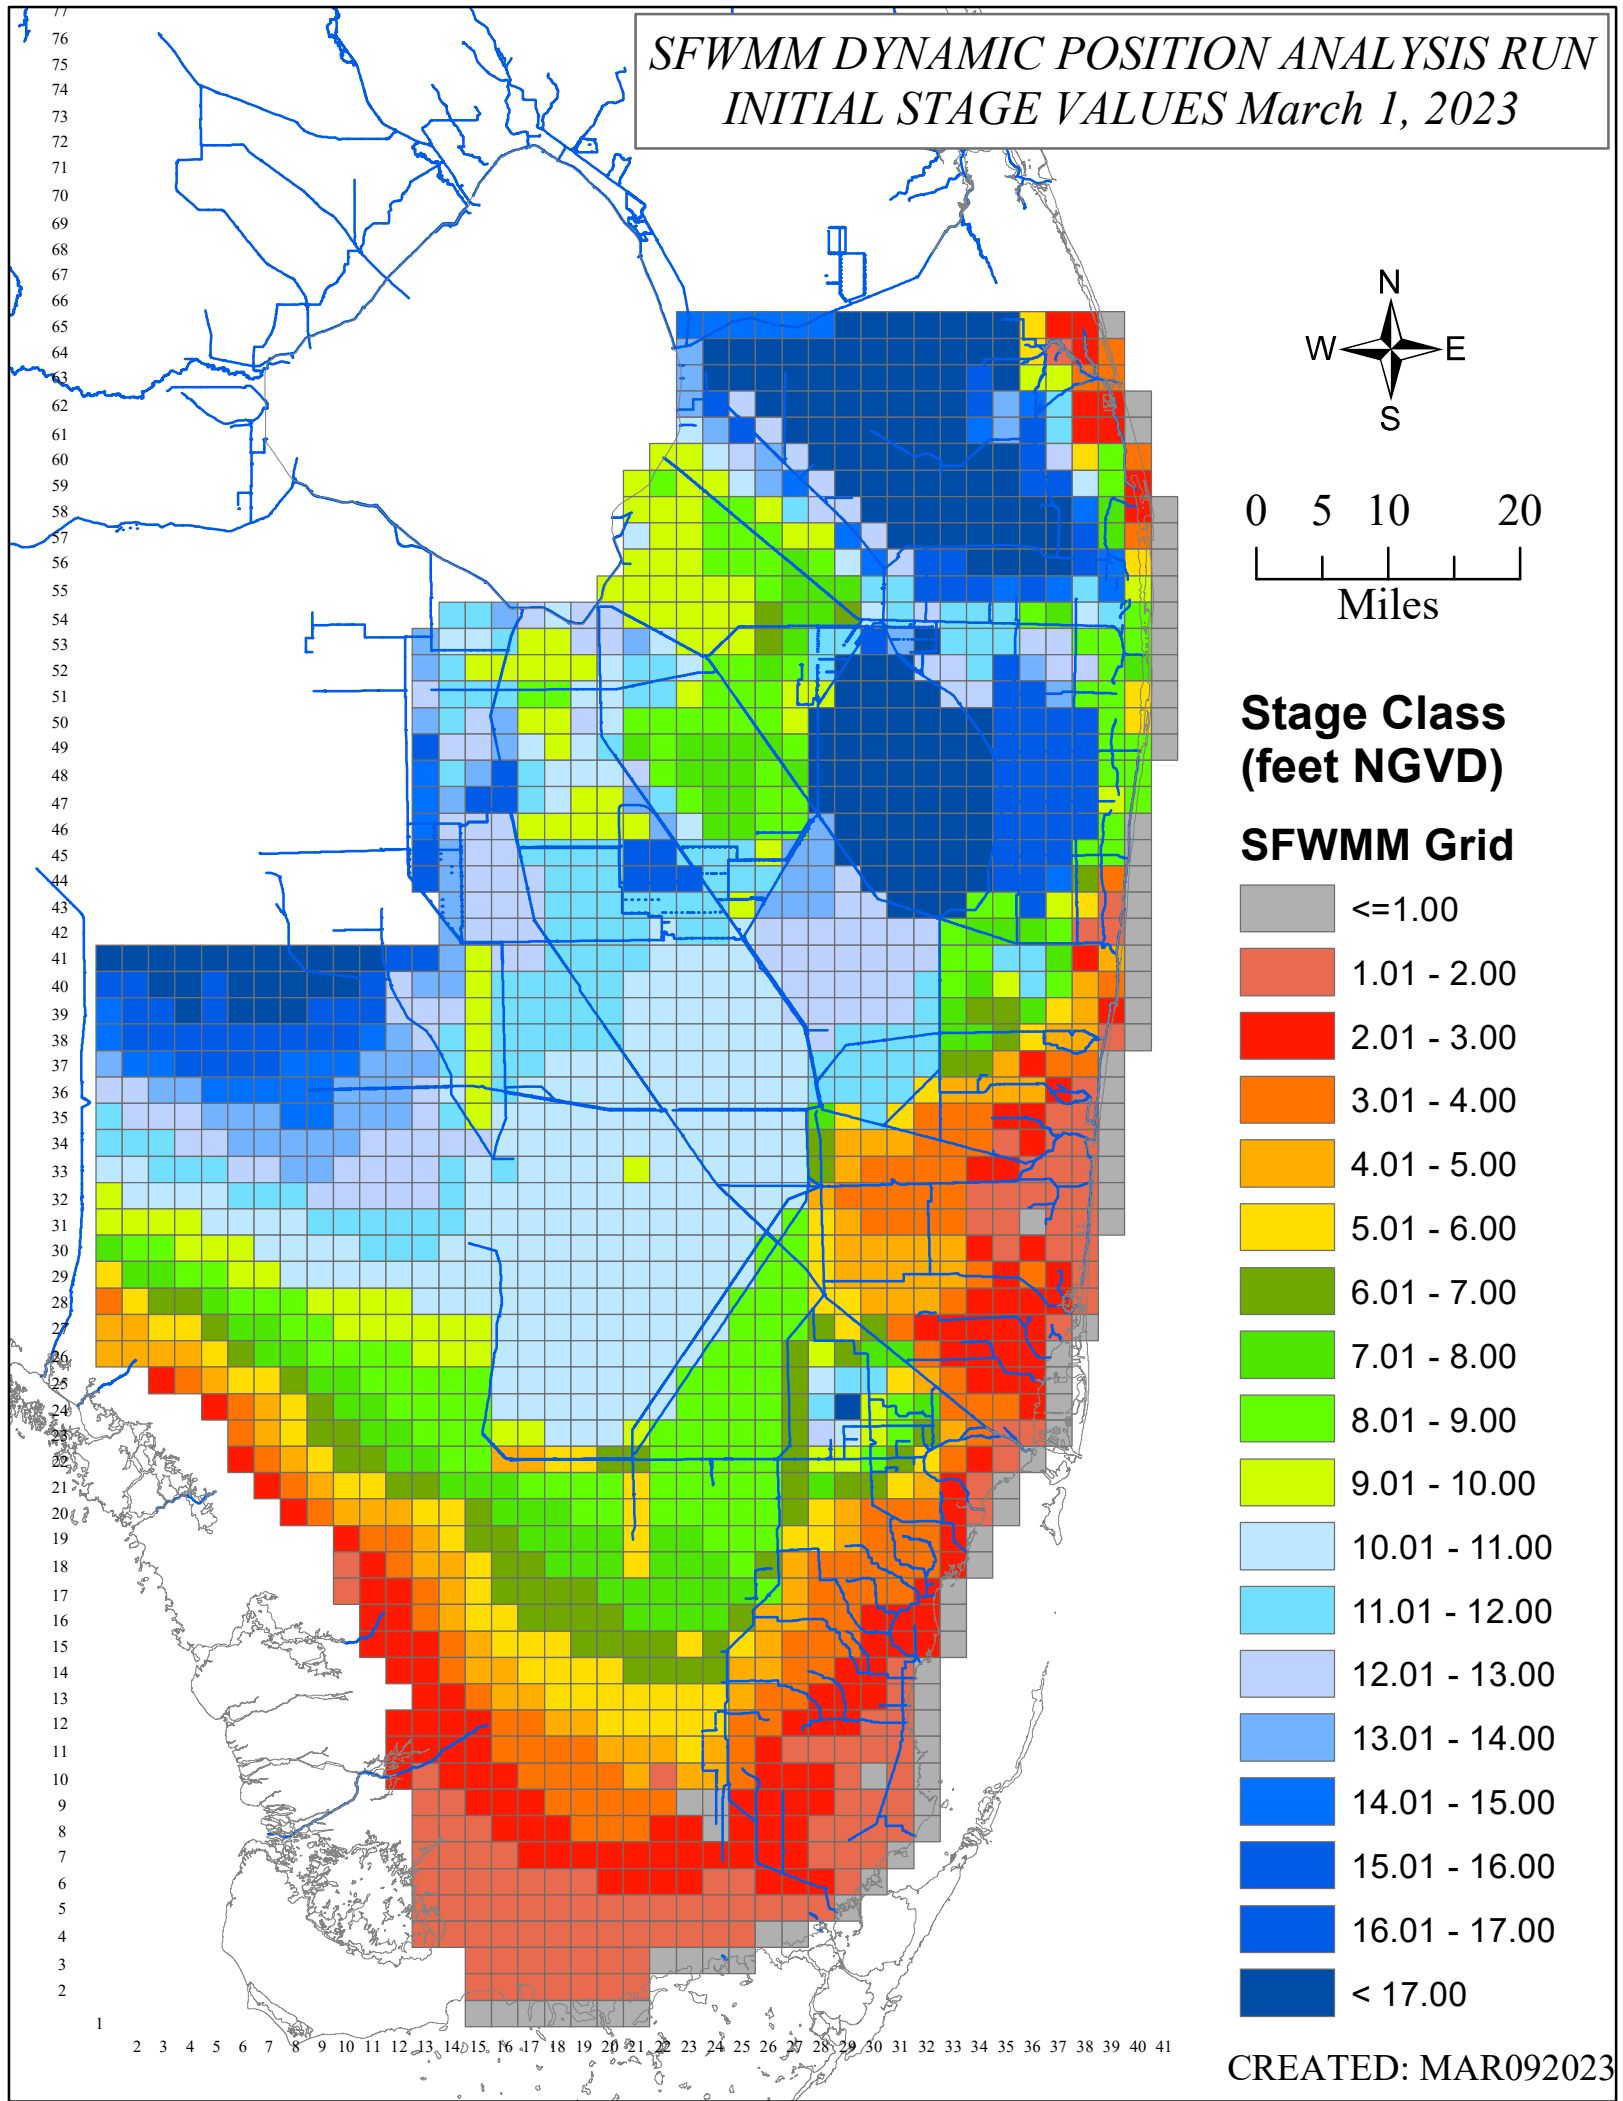 SFWMM DYNAMIC POSITION ANALYSIS RUN
INITIAL STAGE VALUES March 1, 2023
N
W E
S
0 5 10 20
Miles
Stage Class
(feet NGVD)
SFWMM Grid
<=1.00
1.01 - 2.00
2.01 - 3.00
3.01 - 4.00
4.01 - 5.00
5.01 - 6.00
6.01 - 7.00
7.01 - 8.00
8.01 - 9.00
9.01 - 10.00
10.01 - 11.00
11.01 - 12.00
12.01 - 13.00
13.01 - 14.00
14.01 - 15.00
15.01 - 16.00
16.01 - 17.00
< 17.00
CREATED: MAR092023
77
76
75
74
73
72
71
70
69
68
67
66
65
64
63
62
61
60
59
58
57
56
55
54
53
52
51
50
49
48
47
46
45
44
43
42
41
40
39
38
37
36
35
34
33
32
31
30
29
28
27
26
25
24
23
22
21
20
19
18
17
16
15
14
13
12
11
10
9
8
7
6
5
4
3
2
1
2 3 4 5 6 7 8 9 10 11 12 13 14 15 16 17 18 19 20 21 22 23 24 25 26 27 28 29 30 31 32 33 34 35 36 37 38 39 40 41